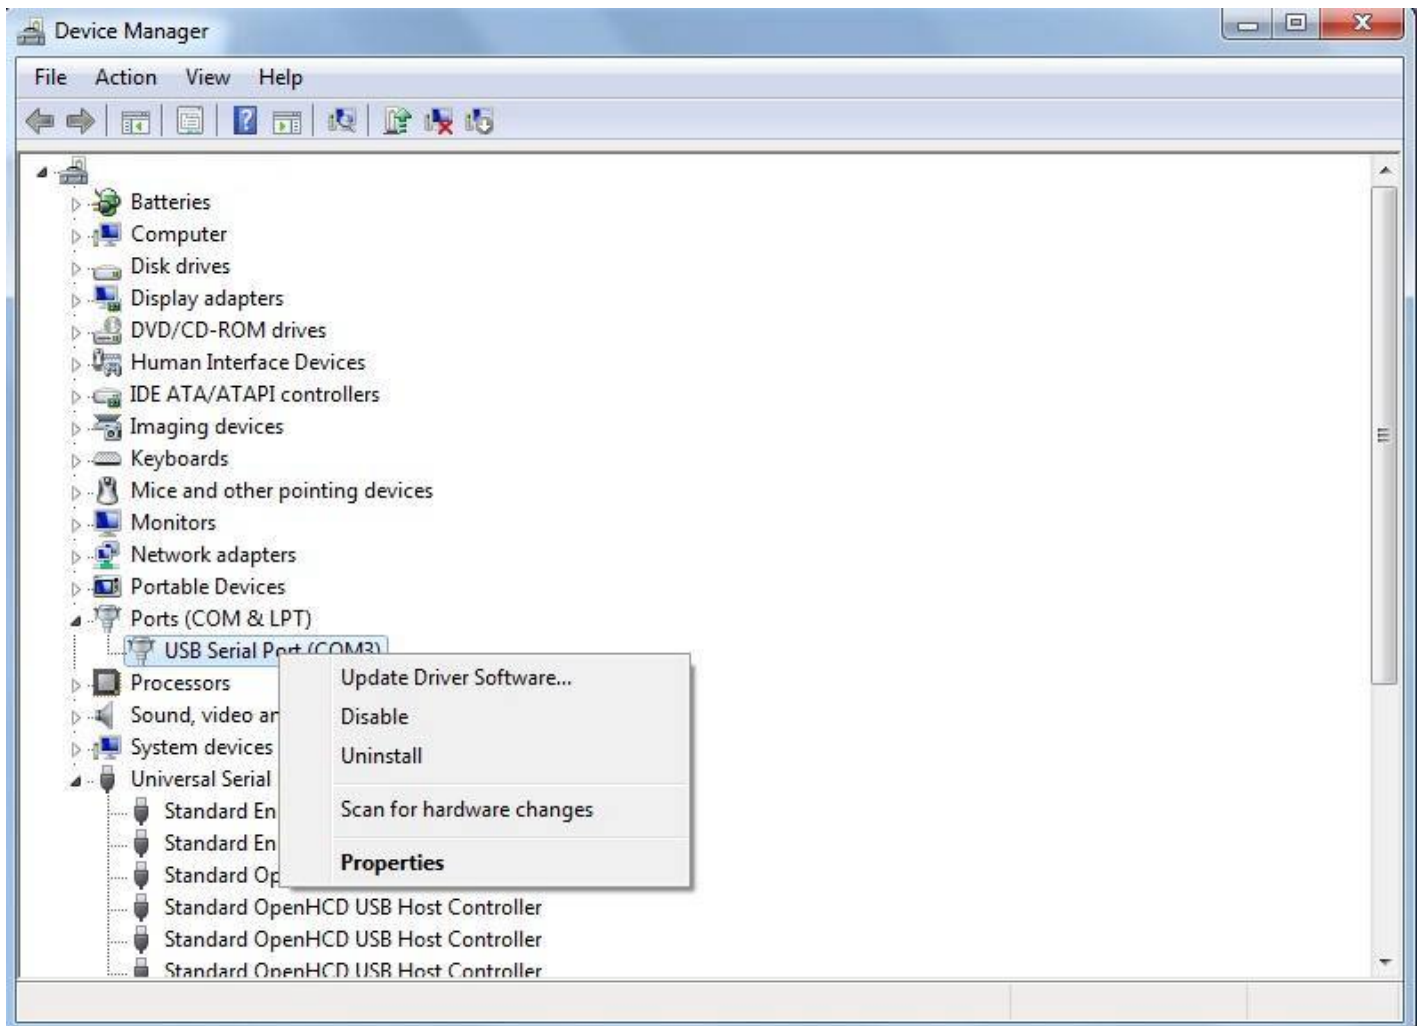 Device Manager
File Action View Help
Batteries
Computer
Disk drives
Display adapters
DVD/CD-ROM drives
Human Interface Devices
IDE ATA/ATAPI controllers
Imaging devices
Keyboards
Mice and other pointing devices
Monitors
Network adapters
Portable Devices
Ports (COM & LPT)
USB Serial Port (COM3)
Processors
Sound, video
System devices
Universal Serial
Standard
Standard
Standard
Standard OpenHCD USB Host Controller
Standard OpenHCD USB Host Controller
Standard OpenHCD USB Host Controller
Update Driver Software...
Disable
Uninstall
Scan for hardware changes
Properties